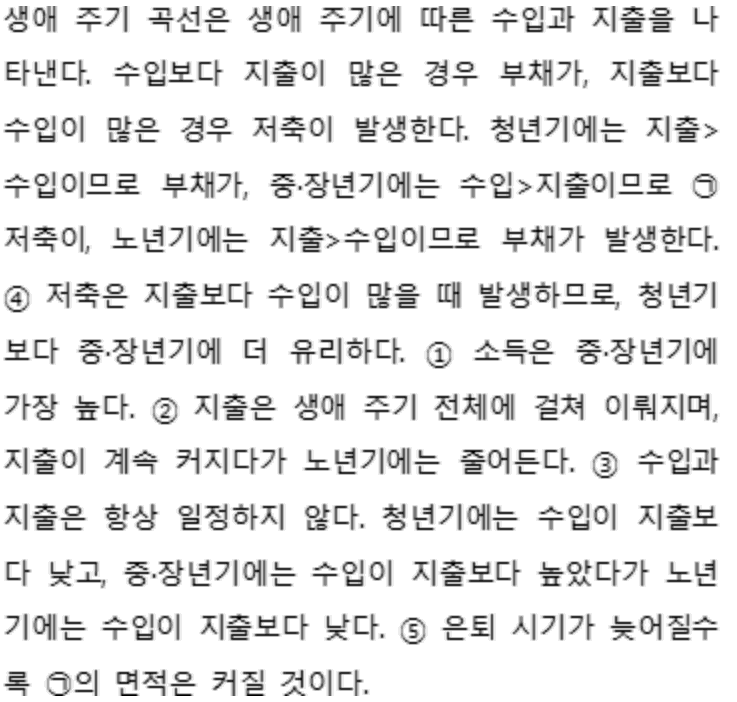 생애 주기 곡선은 생애 주기에 따른 수입과 지출을 나
타낸다. 수입보다 지출이 많은 경우 부채가, 지출보다
수입이 많은 경우 저축이 발생한다. 청년기에는 지출>
수입이므로 부채가, 중·장년기에는 수입>지출이므로 ㉠
저축이, 노년기에는 지출>수입이므로 부채가 발생한다.
④ 저축은 지출보다 수입이 많을 때 발생하므로, 청년기
보다 중·장년기에 더 유리하다. ① 소득은 중·장년기에
가장 높다. ② 지출은 생애 주기 전체에 걸쳐 이뤄지며,
지출이 계속 커지다가 노년기에는 줄어든다. ③ 수입과
지출은 항상 일정하지 않다. 청년기에는 수입이 지출보
다 낮고, 중·장년기에는 수입이 지출보다 높았다가 노년
기에는 수입이 지출보다 낮다. ⑤ 은퇴 시기가 늦어질수
록 ㉠의 면적은 커질 것이다.